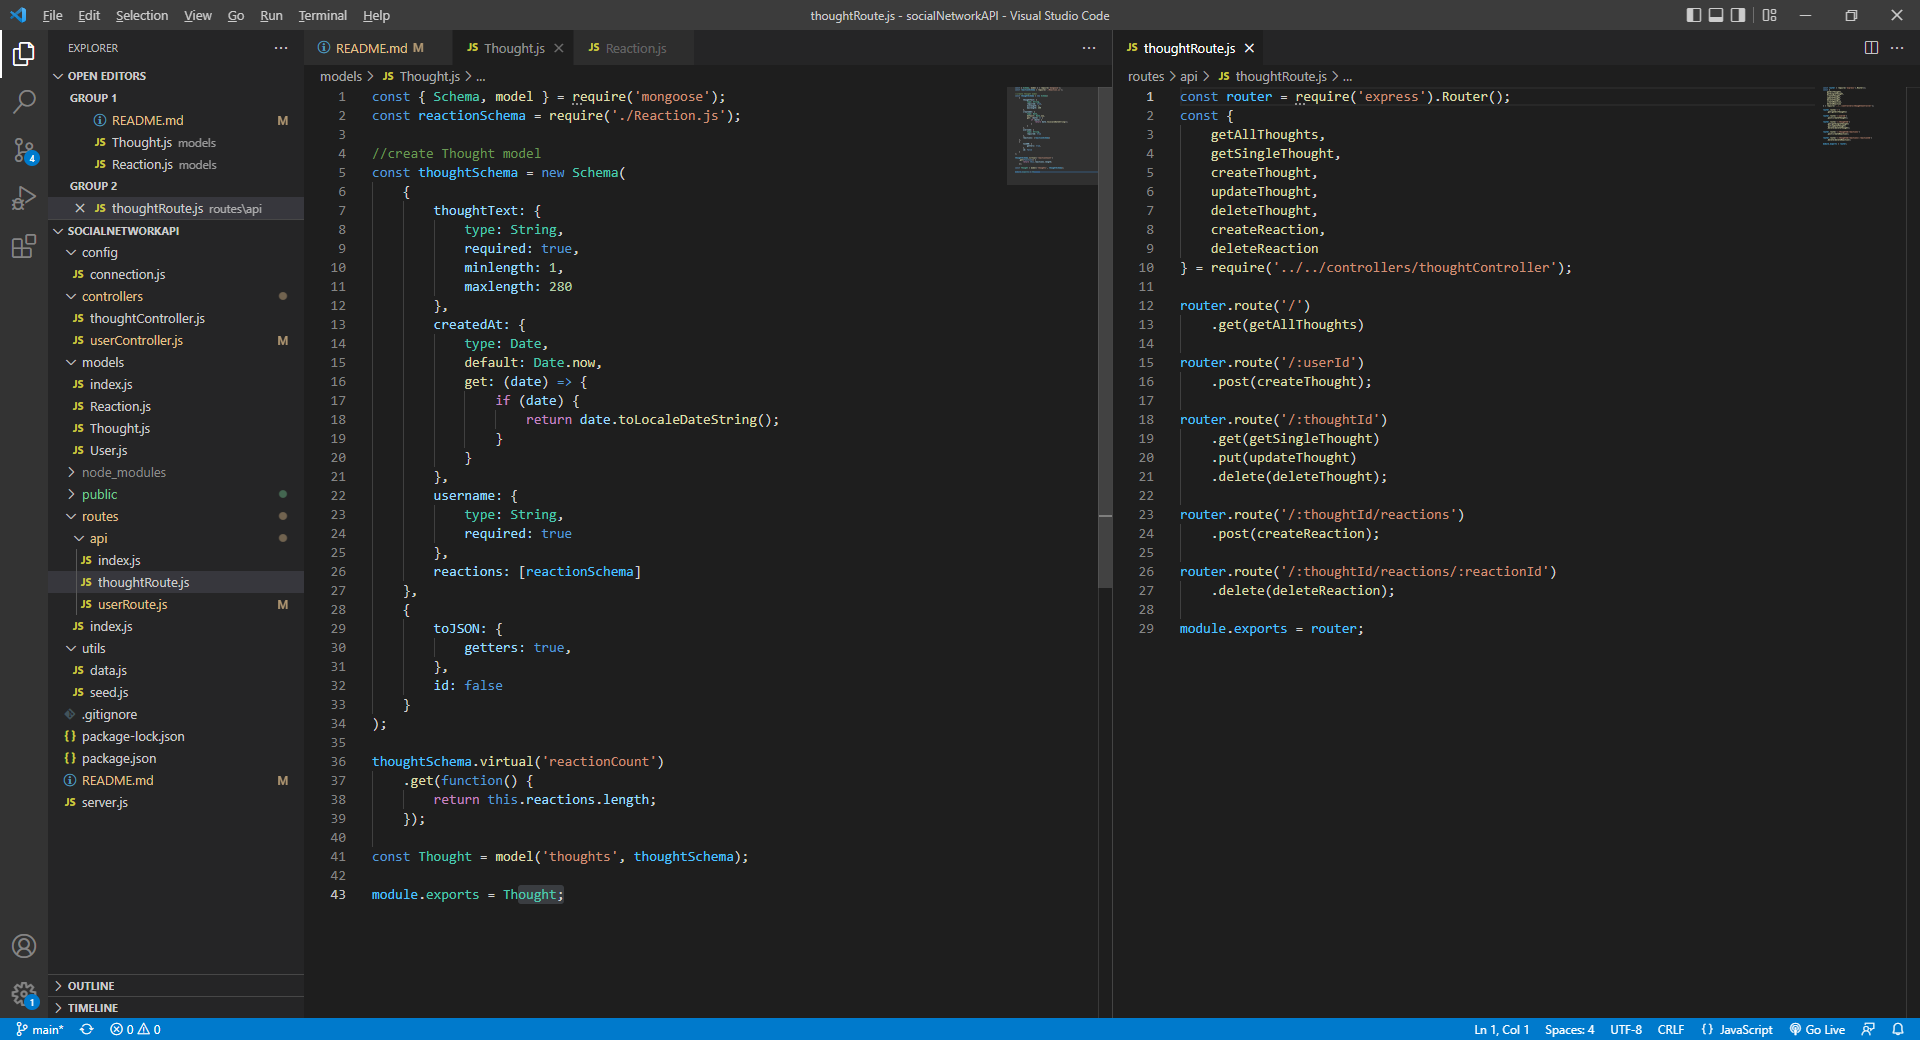 File Edit Selection View Go Run Terminal Help
thoughtRoute.js - socialNetworkAPI - Visual Studio Code
EXPLORER
OPEN EDITORS
GROUP 1
README.md M
JS Thought.js models
JS Reaction.js models
GROUP 2
JS thoughtRoute.js routes\api
SOCIALNETWORKAPI
config
JS connection.js
controllers
JS thoughtController.js
JS userController.js M
models
JS index.js
JS Reaction.js
JS Thought.js
JS User.js
node_modules
public
routes
api
JS index.js
JS thoughtRoute.js
JS userRoute.js M
JS index.js
utils
JS data.js
JS seed.js
.gitignore
{} package-lock.json
{} package.json
README.md M
JS server.js
OUTLINE
TIMELINE
4
1
README.md M
JS Thought.js
JS Reaction.js
models > JS Thought.js > ...
1 const { Schema, model } = require('mongoose');
2 const reactionSchema = require('./Reaction.js');
3
4 //create Thought model
5 const thoughtSchema = new Schema(
6 {
7 thoughtText: {
8 type: String,
9 required: true,
10 minlength: 1,
11 maxlength: 280
12 },
13 createdAt: {
14 type: Date,
15 default: Date.now,
16 get: (date) => {
17 if (date) {
18 return date.toLocaleDateString();
19 }
20 }
21 },
22 username: {
23 type: String,
24 required: true
25 },
26 reactions: [reactionSchema]
27 },
28 {
29 toJSON: {
30 getters: true,
31 },
32 id: false
33 }
34 );
35
36 thoughtSchema.virtual('reactionCount')
37 .get(function() {
38 return this.reactions.length;
39 });
40
41 const Thought = model('thoughts', thoughtSchema);
42
43 module.exports = Thought;
JS thoughtRoute.js
routes > api > JS thoughtRoute.js > ...
1 const router = require('express').Router();
2 const {
3 getAllThoughts,
4 getSingleThought,
5 createThought,
6 updateThought,
7 deleteThought,
8 createReaction,
9 deleteReaction
10 } = require('../../controllers/thoughtController');
11
12 router.route('/')
13 .get(getAllThoughts)
14
15 router.route('/:userId')
16 .post(createThought);
17
18 router.route('/:thoughtId')
19 .get(getSingleThought)
20 .put(updateThought)
21 .delete(deleteThought);
22
23 router.route('/:thoughtId/reactions')
24 .post(createReaction);
25
26 router.route('/:thoughtId/reactions/:reactionId')
27 .delete(deleteReaction);
28
29 module.exports = router;
main* 0 0
Ln 1, Col 1 Spaces: 4 UTF-8 CRLF {} JavaScript Go Live